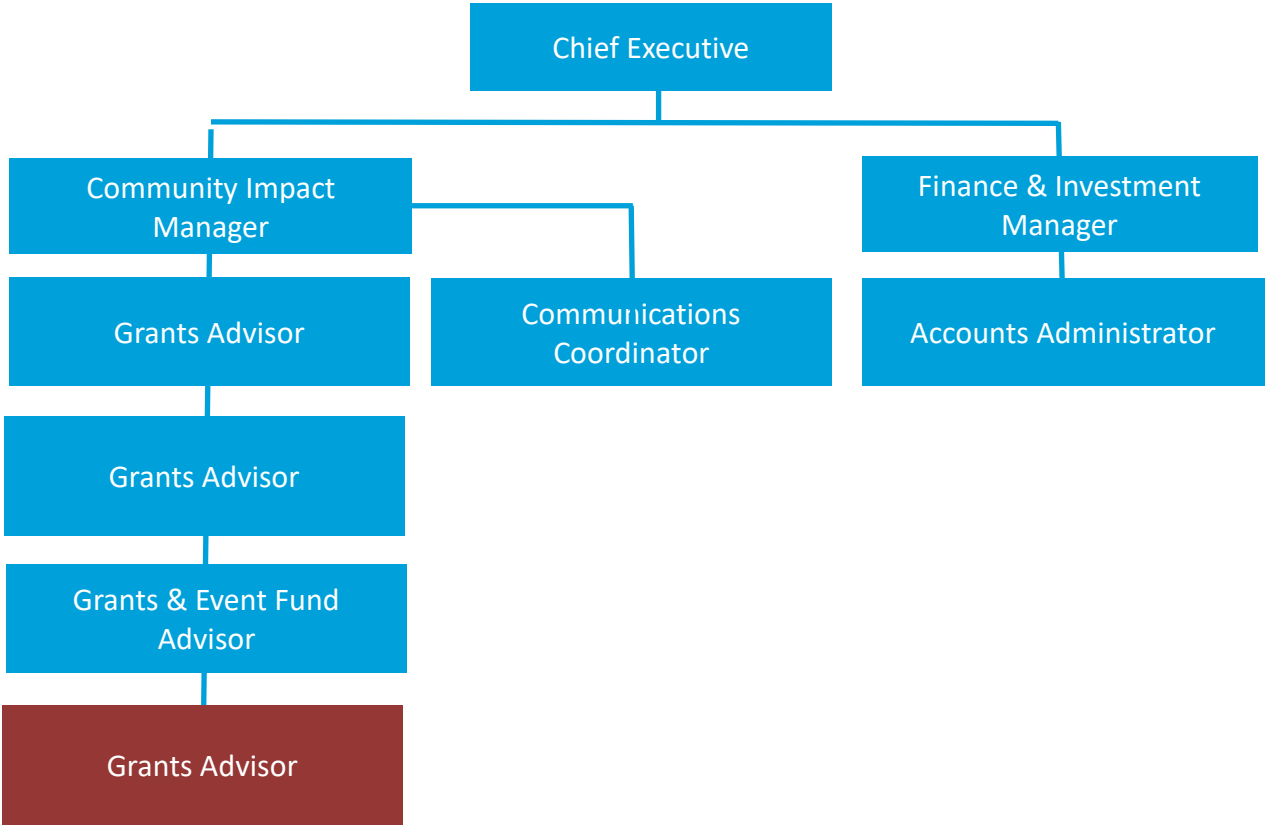 Chief Executive
Community Impact
Manager
Finance & Investment
Manager
Grants Advisor
Communications
Coordinator
Accounts Administrator
Grants Advisor
Grants & Event Fund
Advisor
Grants Advisor